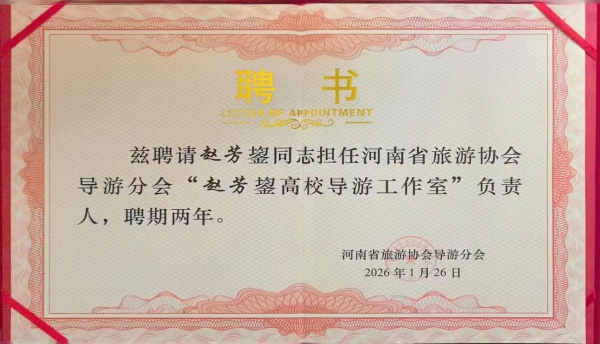 聘 书
LETTER OF APPOINTMENT
兹聘请赵芳鋆同志担任河南省旅游协会
导游分会“赵芳鋆高校导游工作室”负责
人，聘期两年。
河南省旅游协会导游分会
2026年1月26日